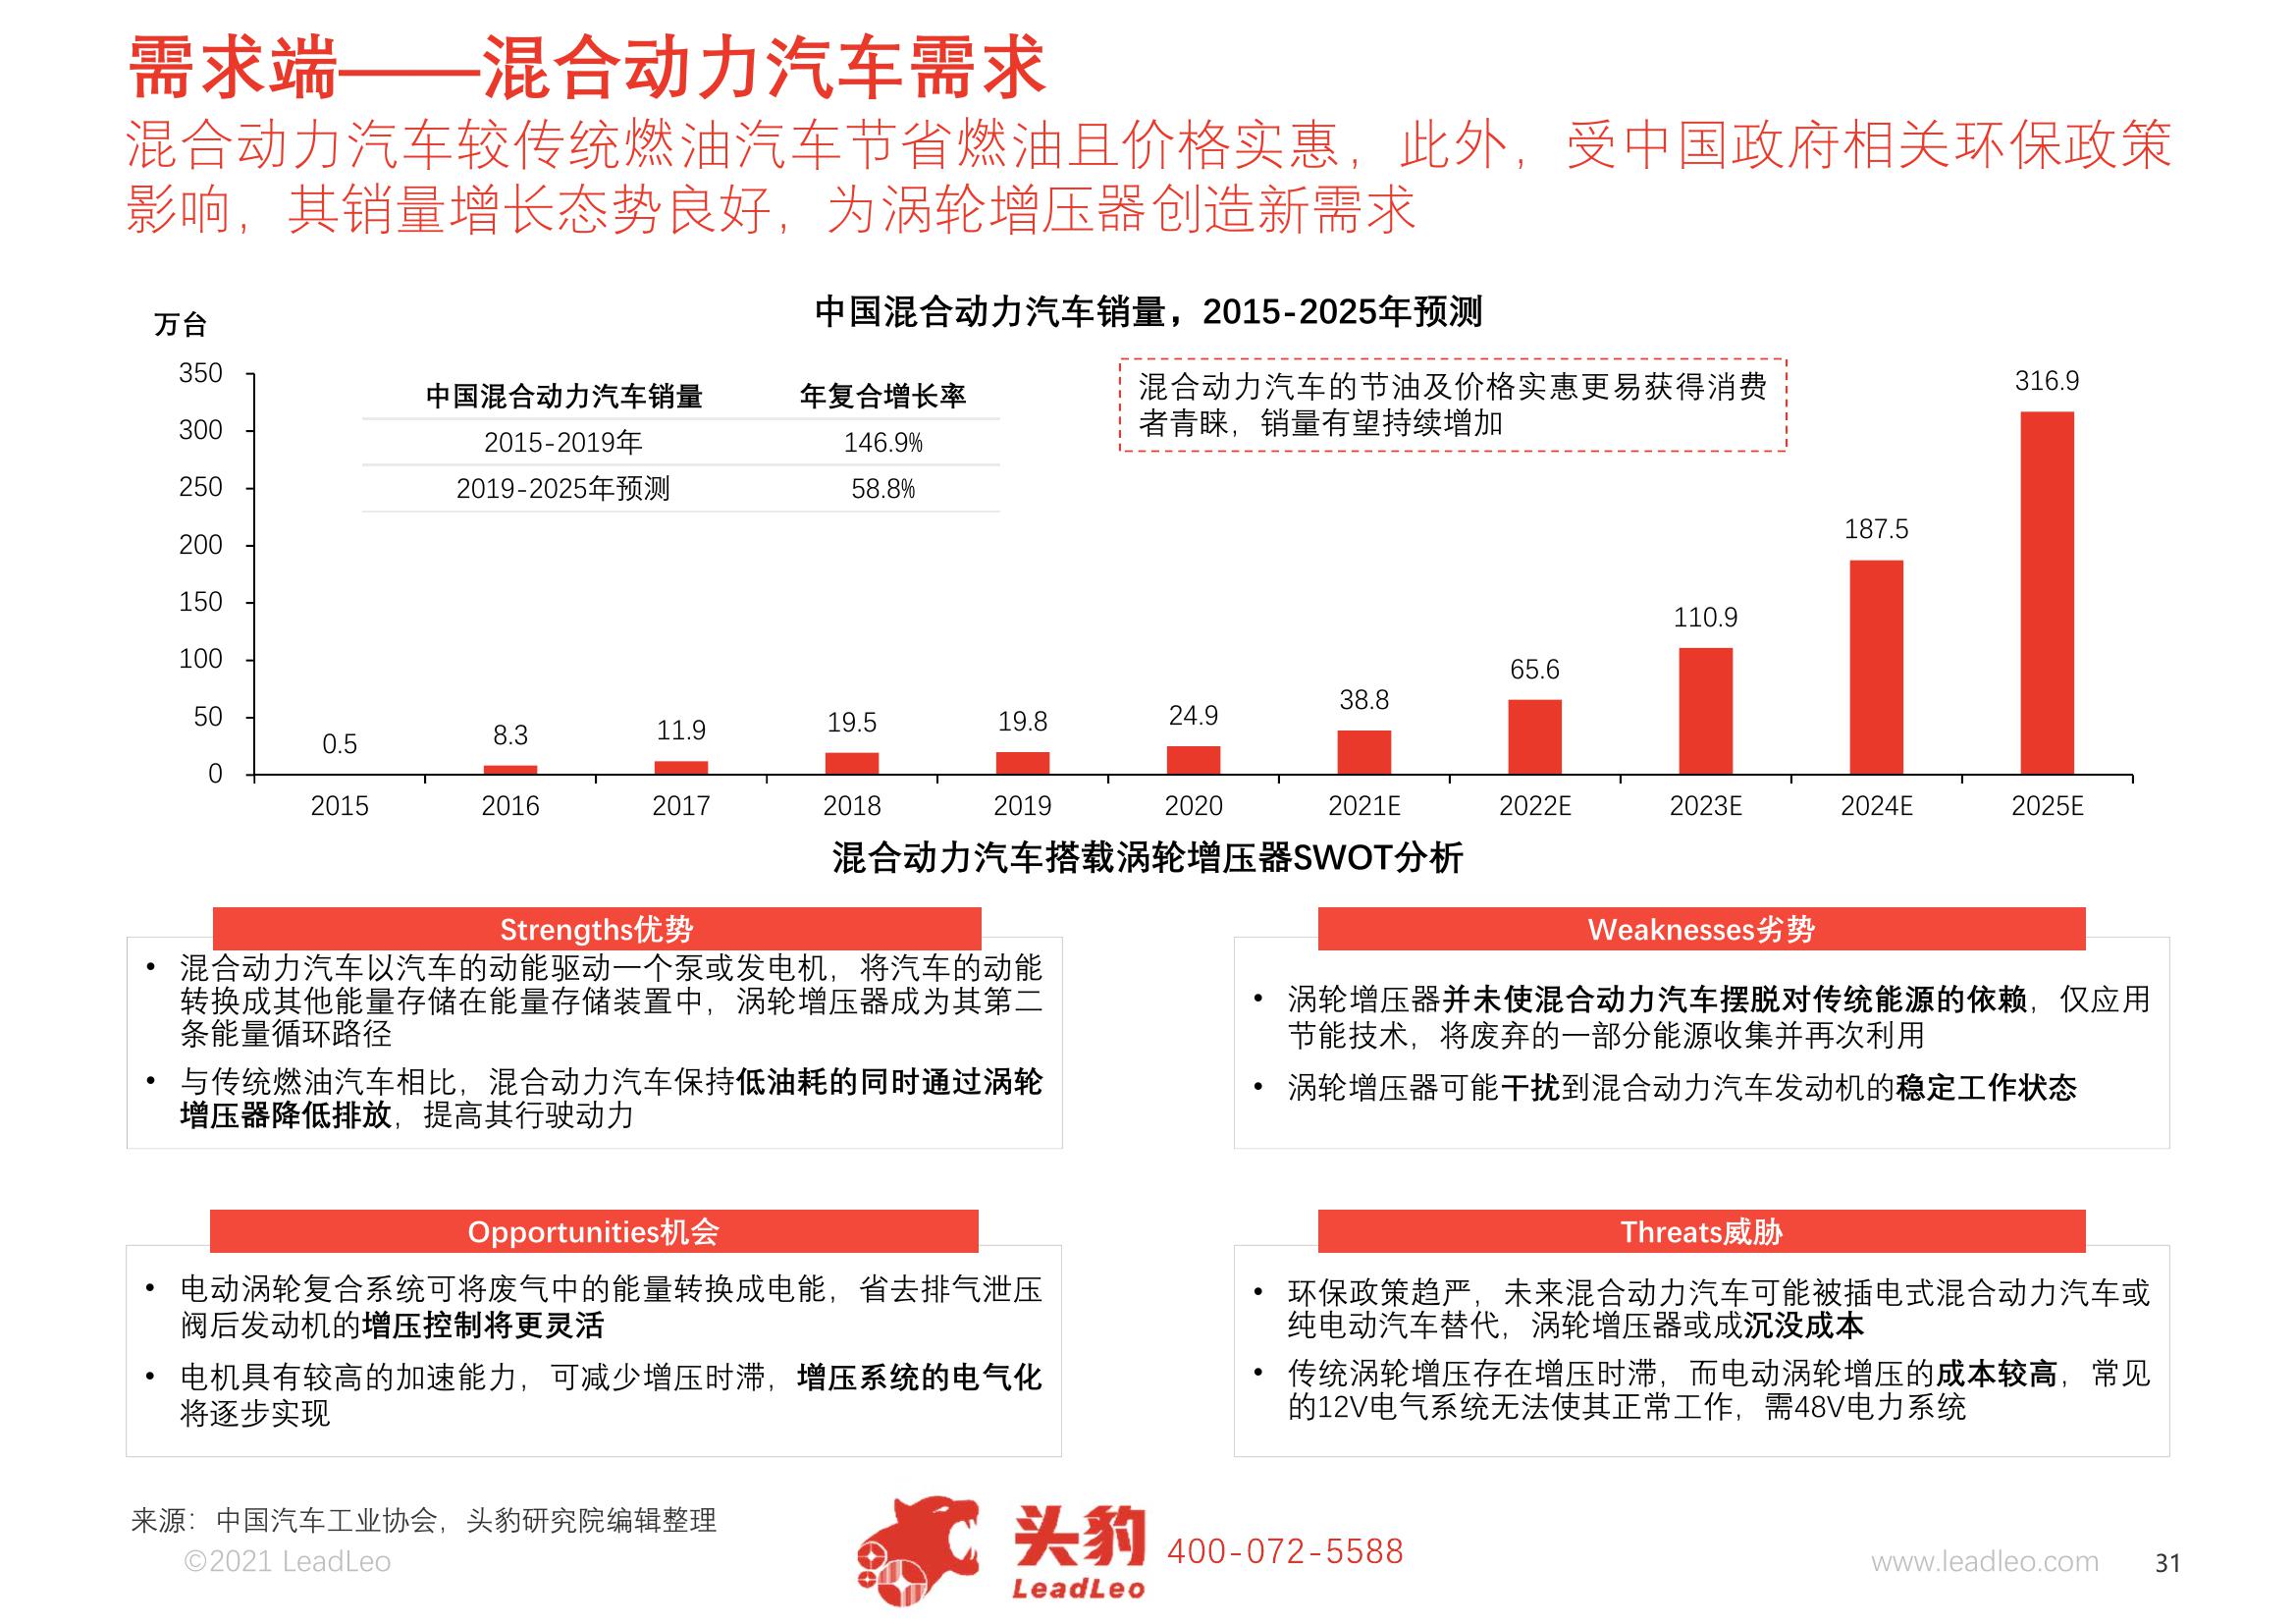 需求端——混合动力汽车需求
混合动力汽车较传统燃油汽车节省燃油且价格实惠，此外，受中国政府相关环保政策
影响，其销量增长态势良好，为涡轮增压器创造新需求
中国混合动力汽车销量，2015-2025年预测
万台
350
300
250
200
150
100
50
0
中国混合动力汽车销量 年复合增长率
2015-2019年 146.9%
2019-2025年预测 58.8%
混合动力汽车的节油及价格实惠更易获得消费
者青睐，销量有望持续增加
0.5 8.3 11.9 19.5 19.8 24.9 38.8 65.6 110.9 187.5 316.9
2015 2016 2017 2018 2019 2020 2021E 2022E 2023E 2024E 2025E
混合动力汽车搭载涡轮增压器SWOT分析
Strengths优势
• 混合动力汽车以汽车的动能驱动一个泵或发电机，将汽车的动能
转换成其他能量存储在能量存储装置中，涡轮增压器成为其第二
条能量循环路径
• 与传统燃油汽车相比，混合动力汽车保持低油耗的同时通过涡轮
增压器降低排放，提高其行驶动力
Weaknesses劣势
• 涡轮增压器并未使混合动力汽车摆脱对传统能源的依赖，仅应用
节能技术，将废弃的一部分能源收集并再次利用
• 涡轮增压器可能干扰到混合动力汽车发动机的稳定工作状态
Opportunities机会
• 电动涡轮复合系统可将废气中的能量转换成电能，省去排气泄压
阀后发动机的增压控制将更灵活
• 电机具有较高的加速能力，可减少增压时滞，增压系统的电气化
将逐步实现
Threats威胁
• 环保政策趋严，未来混合动力汽车可能被插电式混合动力汽车或
纯电动汽车替代，涡轮增压器或成沉没成本
• 传统涡轮增压存在增压时滞，而电动涡轮增压的成本较高，常见
的12V电气系统无法使其正常工作，需48V电力系统
来源：中国汽车工业协会，头豹研究院编辑整理
©2021 LeadLeo
头豹
LeadLeo
400-072-5588
www.leadleo.com
31